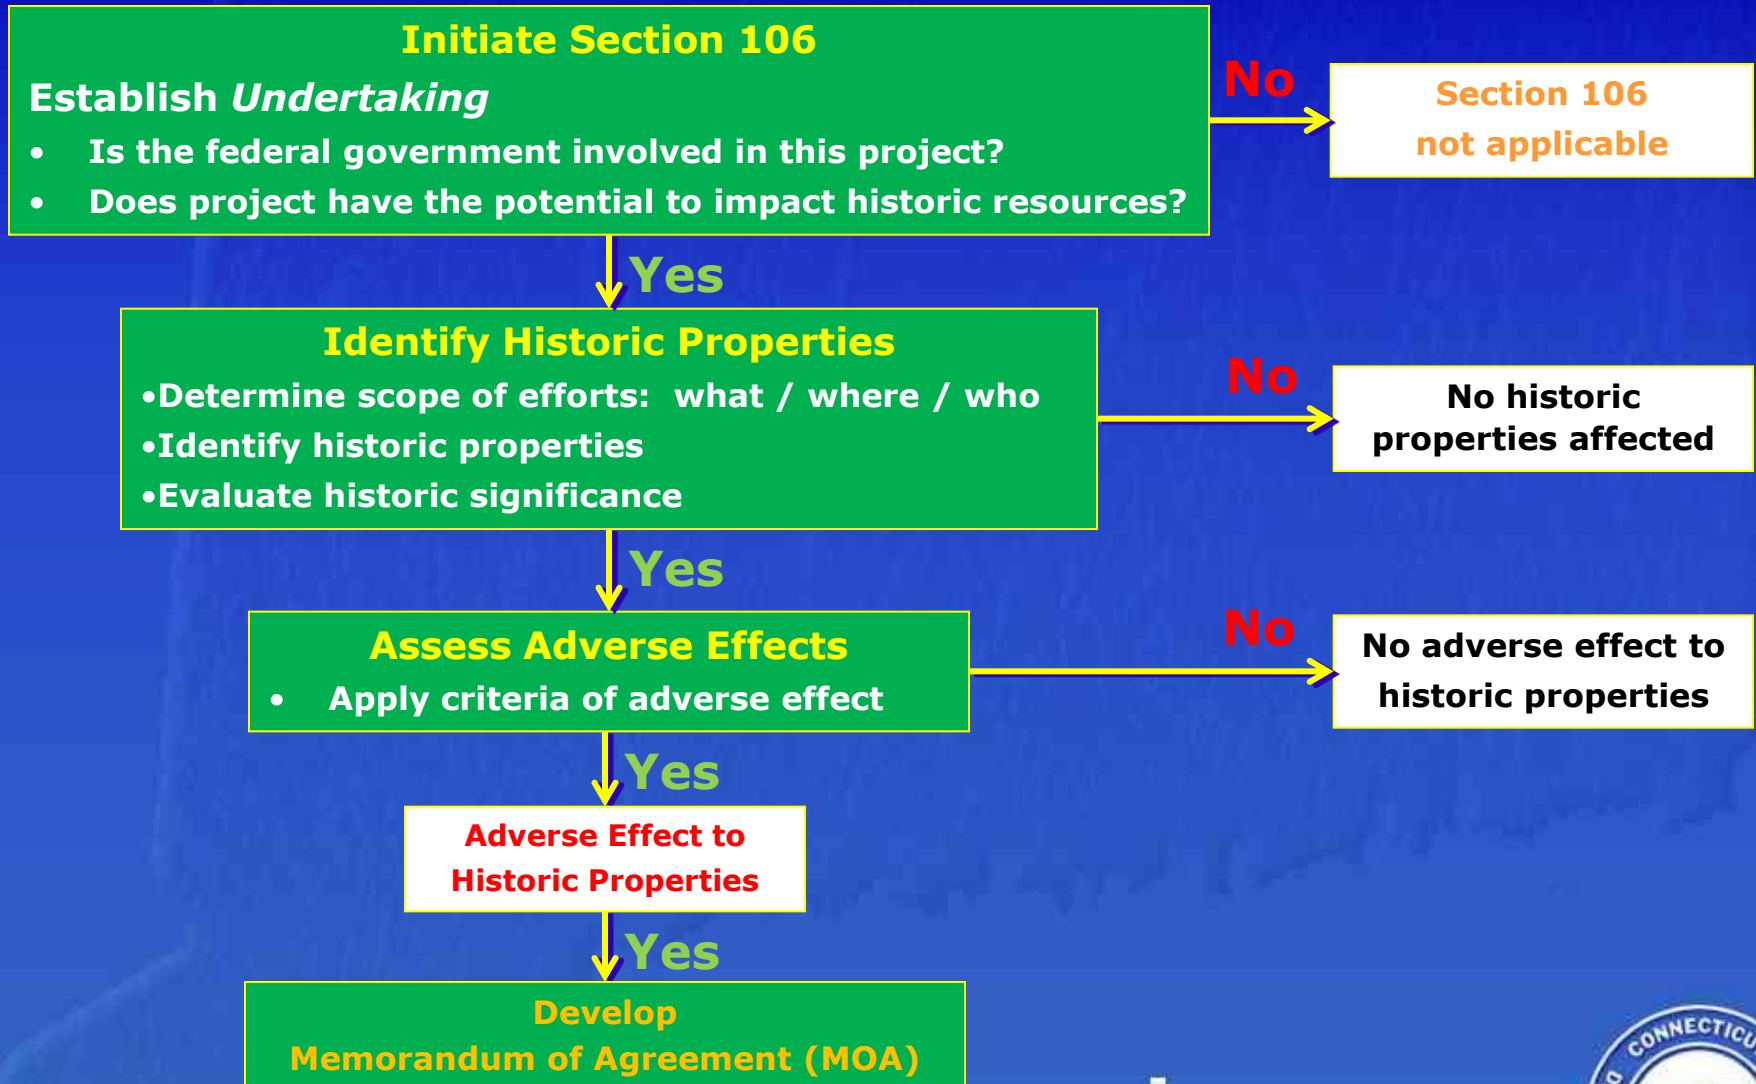 Initiate Section 106
Establish Undertaking
• Is the federal government involved in this project?
• Does project have the potential to impact historic resources?
No
Section 106
not applicable
Yes
Identify Historic Properties
•Determine scope of efforts: what / where / who
•Identify historic properties
•Evaluate historic significance
No
No historic
properties affected
Yes
Assess Adverse Effects
• Apply criteria of adverse effect
No
No adverse effect to
historic properties
Yes
Adverse Effect to
Historic Properties
Yes
Develop
Memorandum of Agreement (MOA)
CONNECTICU